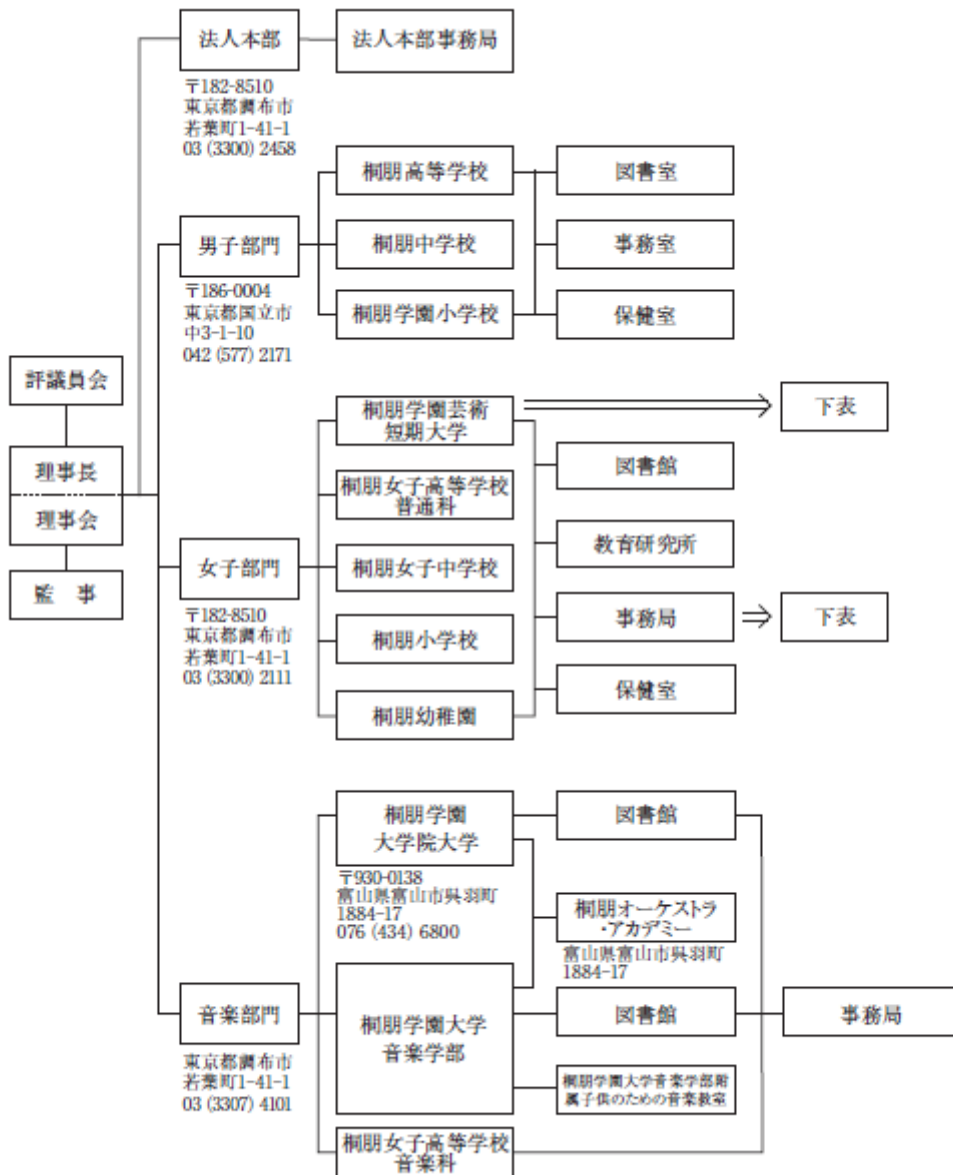 法人本部
法人本部事務局
〒182-8510
東京都調布市
若葉町1-41-1
03 (3300) 2458
桐朋高等学校
図書室
男子部門
桐朋中学校
事務室
〒186-0004
東京都国立市
中3-1-10
042 (577) 2171
桐朋学園小学校
保健室
評議員会
理事長
理事会
監 事
桐朋学園芸術
短期大学
下表
図書館
桐朋女子高等学校
普通科
教育研究所
女子部門
桐朋女子中学校
〒182-8510
東京都調布市
若葉町1-41-1
03 (3300) 2111
事務局
下表
桐朋小学校
保健室
桐朋幼稚園
桐朋学園
大学院大学
図書館
〒930-0138
富山県富山市呉羽町
1884-17
076 (434) 6800
桐朋オーケストラ
・アカデミー
富山県富山市呉羽町
1884-17
音楽部門
桐朋学園大学
音楽学部
図書館
事務局
東京都調布市
若葉町1-41-1
03 (3307) 4101
桐朋学園大学音楽学部附
属子供のための音楽教室
桐朋女子高等学校
音楽科